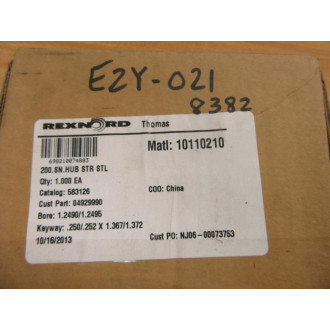 E2Y-021
8382
REXNORD Thomas
Matl: 10110210
690210874083
200.SN.HUB STR STL
Qty: 1.000 EA
Catalog: 583126
COO: China
Cust Part: 04929990
Bore: 1.2490/1.2495
Keyway: .250/.252 X 1.367/1.372
10/16/2013
Cust PO: NJ06-00073753